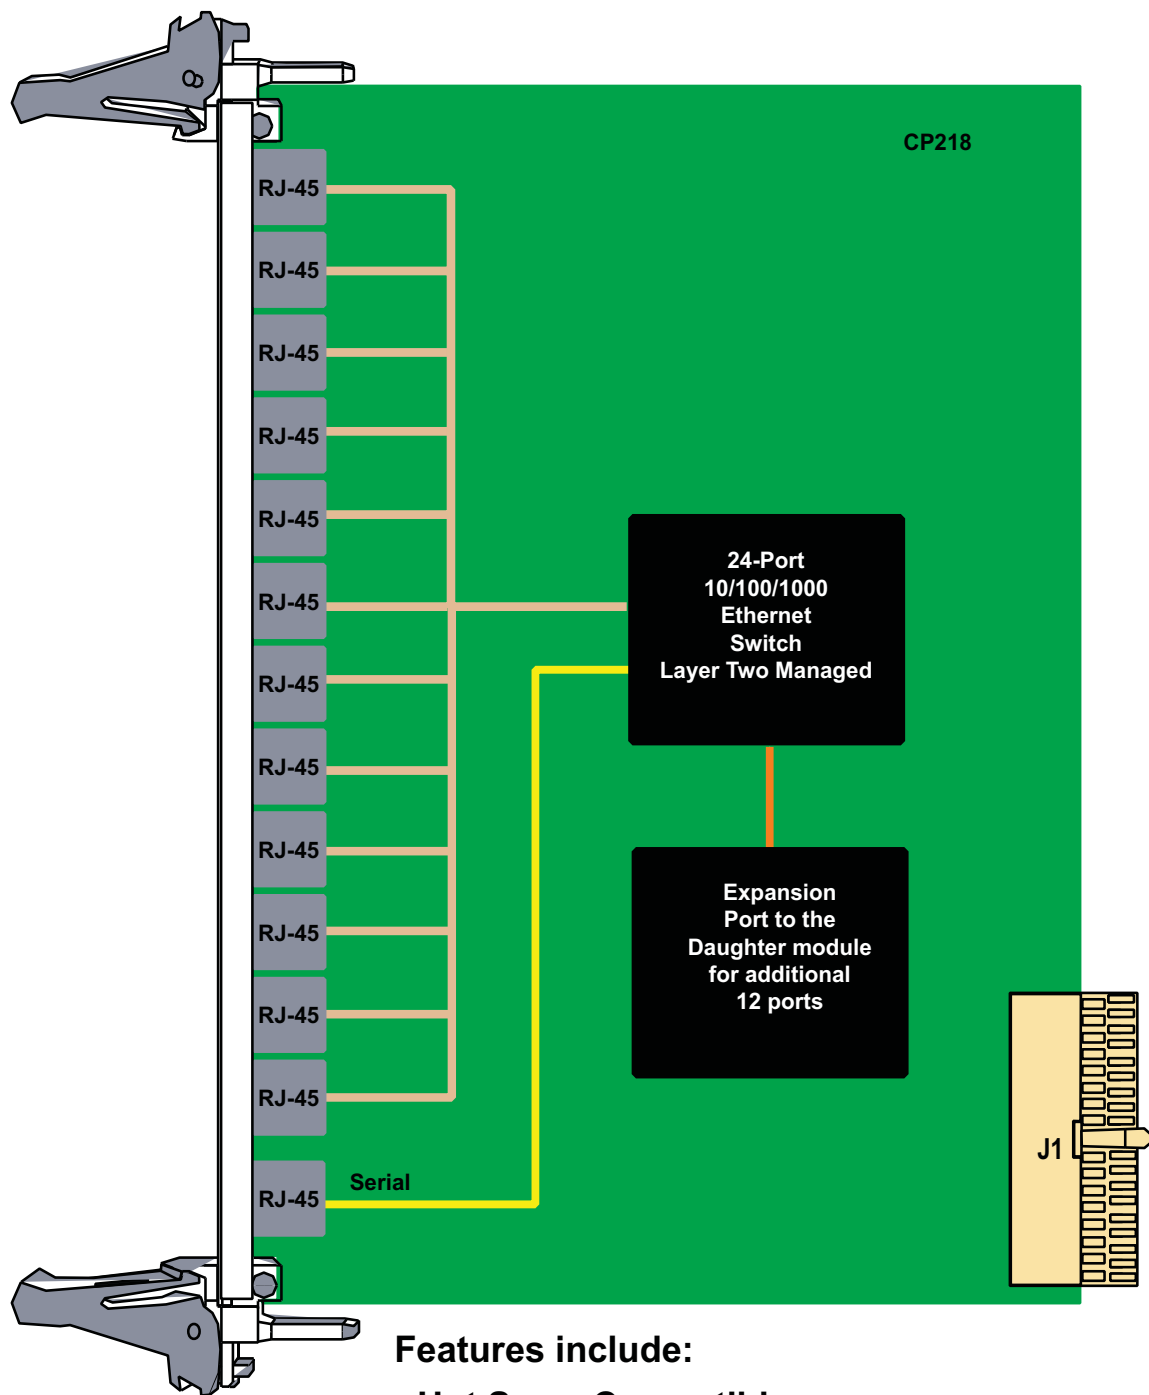 CP218
RJ-45
RJ-45
RJ-45
RJ-45
RJ-45
RJ-45
RJ-45
RJ-45
RJ-45
RJ-45
RJ-45
RJ-45
RJ-45
Serial
24-Port
10/100/1000
Ethernet
Switch
Layer Two Managed
Expansion
Port to the
Daughter module
for additional
12 ports
J1
Features include: